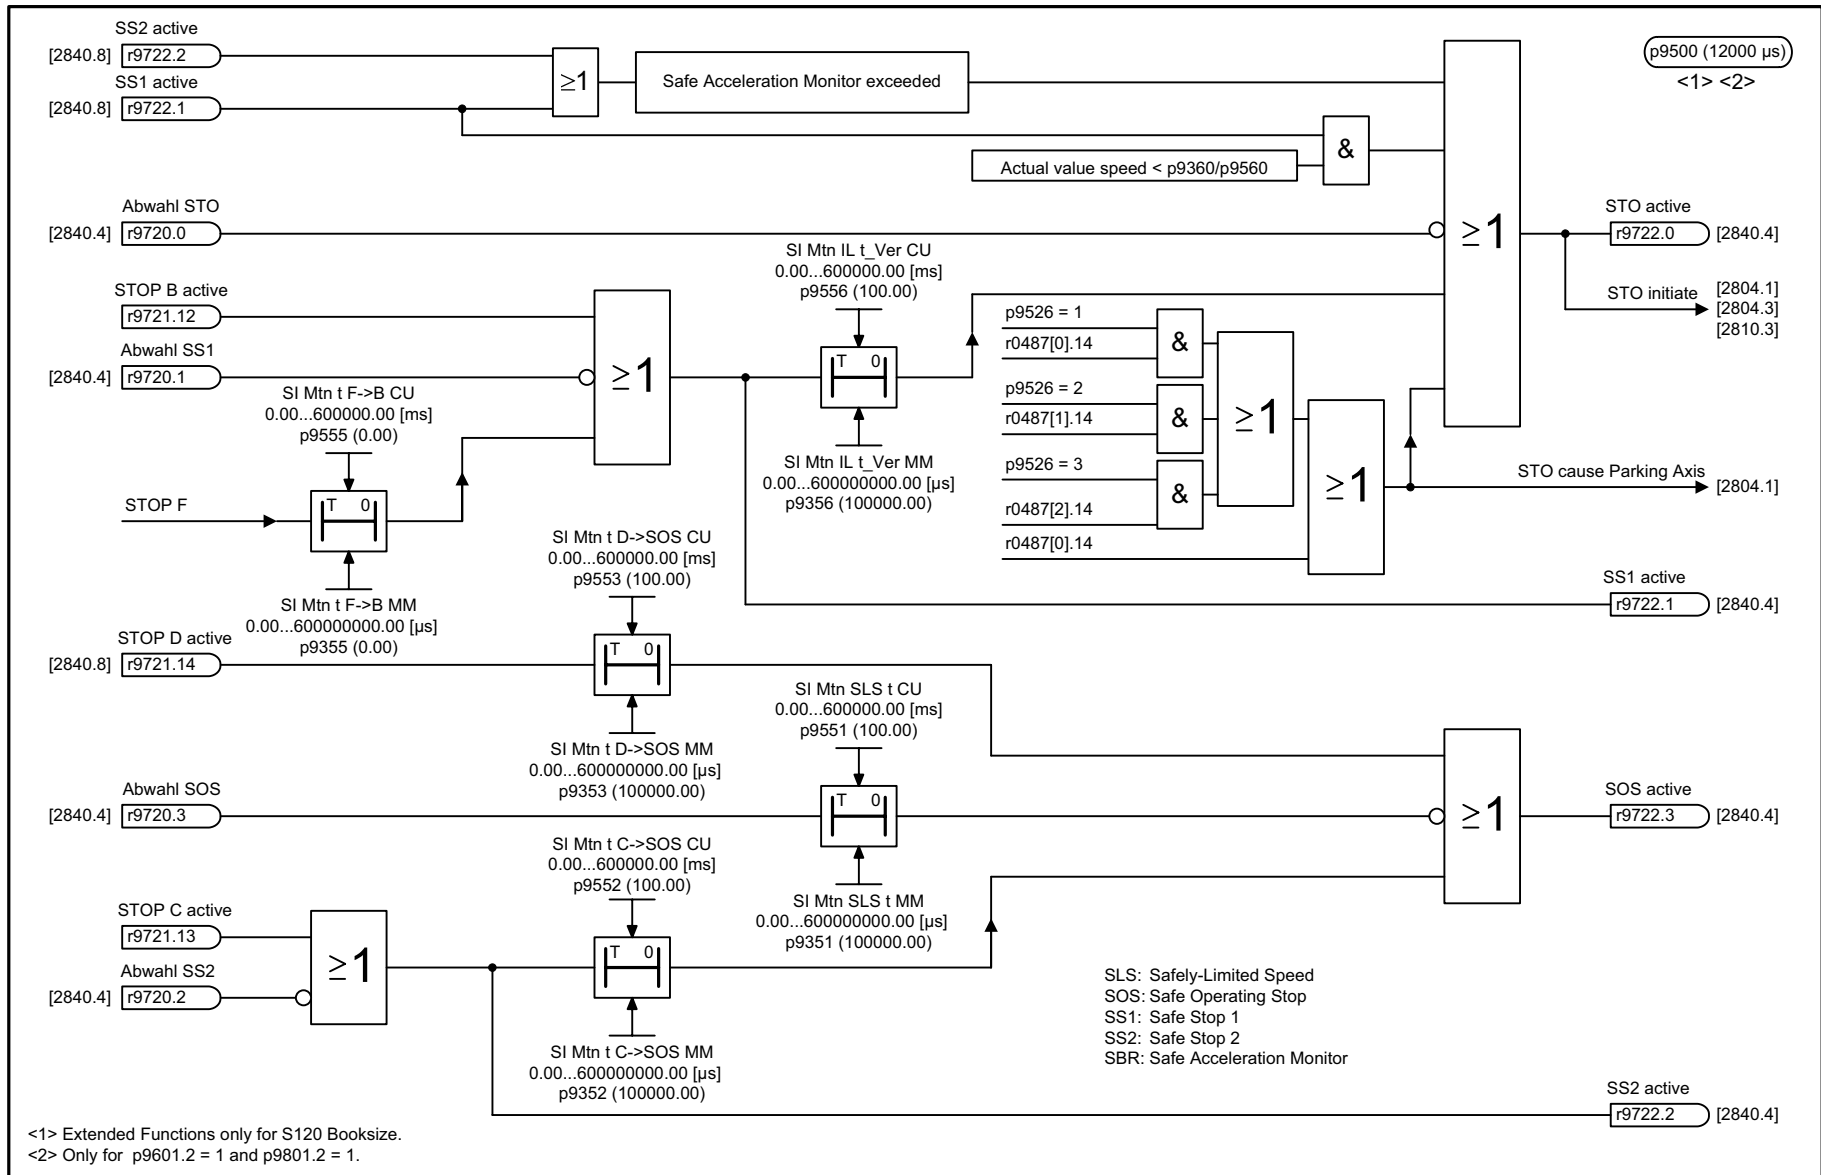 SS2 active
[2840.8] r9722.2
SS1 active
[2840.8] r9722.1
≥1
Safe Acceleration Monitor exceeded
p9500 (12000 µs)
<1> <2>
&
Actual value speed < p9360/p9560
Abwahl STO
[2840.4] r9720.0
≥1
STO active
r9722.0 [2840.4]
STO initiate
[2804.1]
[2804.3]
[2810.3]
STOP B active
r9721.12
Abwahl SS1
[2840.4] r9720.1
≥1
SI Mtn IL t_Ver CU
0.00...600000.00 [ms]
p9556 (100.00)
T 0
SI Mtn IL t_Ver MM
0.00...600000000.00 [µs]
p9356 (100000.00)
SI Mtn t F->B CU
0.00...600000.00 [ms]
p9555 (0.00)
STOP F
T 0
SI Mtn t F->B MM
0.00...600000000.00 [µs]
p9355 (0.00)
p9526 = 1
r0487[0].14
&
p9526 = 2
r0487[1].14
&
p9526 = 3
r0487[2].14
&
r0487[0].14
≥1
≥1
STO cause Parking Axis
[2804.1]
SS1 active
r9722.1 [2840.4]
STOP D active
[2840.8] r9721.14
SI Mtn t D->SOS CU
0.00...600000.00 [ms]
p9553 (100.00)
T 0
SI Mtn t D->SOS MM
0.00...600000000.00 [µs]
p9353 (100000.00)
SI Mtn SLS t CU
0.00...600000.00 [ms]
p9551 (100.00)
Abwahl SOS
[2840.4] r9720.3
T 0
SI Mtn SLS t MM
0.00...600000000.00 [µs]
p9351 (100000.00)
≥1
SOS active
r9722.3 [2840.4]
STOP C active
r9721.13
Abwahl SS2
[2840.4] r9720.2
≥1
SI Mtn t C->SOS CU
0.00...600000.00 [ms]
p9552 (100.00)
T 0
SI Mtn t C->SOS MM
0.00...600000000.00 [µs]
p9352 (100000.00)
SLS: Safely-Limited Speed
SOS: Safe Operating Stop
SS1: Safe Stop 1
SS2: Safe Stop 2
SBR: Safe Acceleration Monitor
SS2 active
r9722.2 [2840.4]
<1> Extended Functions only for S120 Booksize.
<2> Only for p9601.2 = 1 and p9801.2 = 1.